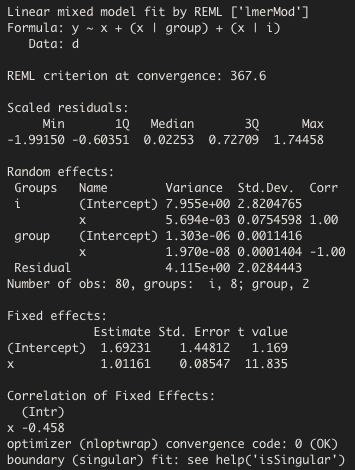 Linear mixed model fit by REML ['lmerMod']
Formula: y ~ x + (x | group) + (x | i)
   Data: d

REML criterion at convergence: 367.6

Scaled residuals:
     Min       1Q   Median       3Q      Max
-1.99150 -0.60351  0.02253  0.72709  1.74458

Random effects:
 Groups   Name        Variance  Std.Dev.  Corr
 i        (Intercept) 7.955e+00 2.8204765
          x           5.694e-03 0.0754598 1.00
 group    (Intercept) 1.303e-06 0.0011416
          x           1.970e-08 0.0001404 -1.00
 Residual             4.115e+00 2.0284443
Number of obs: 80, groups:  i, 8; group, 2

Fixed effects:
            Estimate Std. Error t value
(Intercept)  1.69231    1.44812   1.169
x            1.01161    0.08547  11.835

Correlation of Fixed Effects:
  (Intr)
x -0.458
optimizer (nloptwrap) convergence code: 0 (OK)
boundary (singular) fit: see help('isSingular')